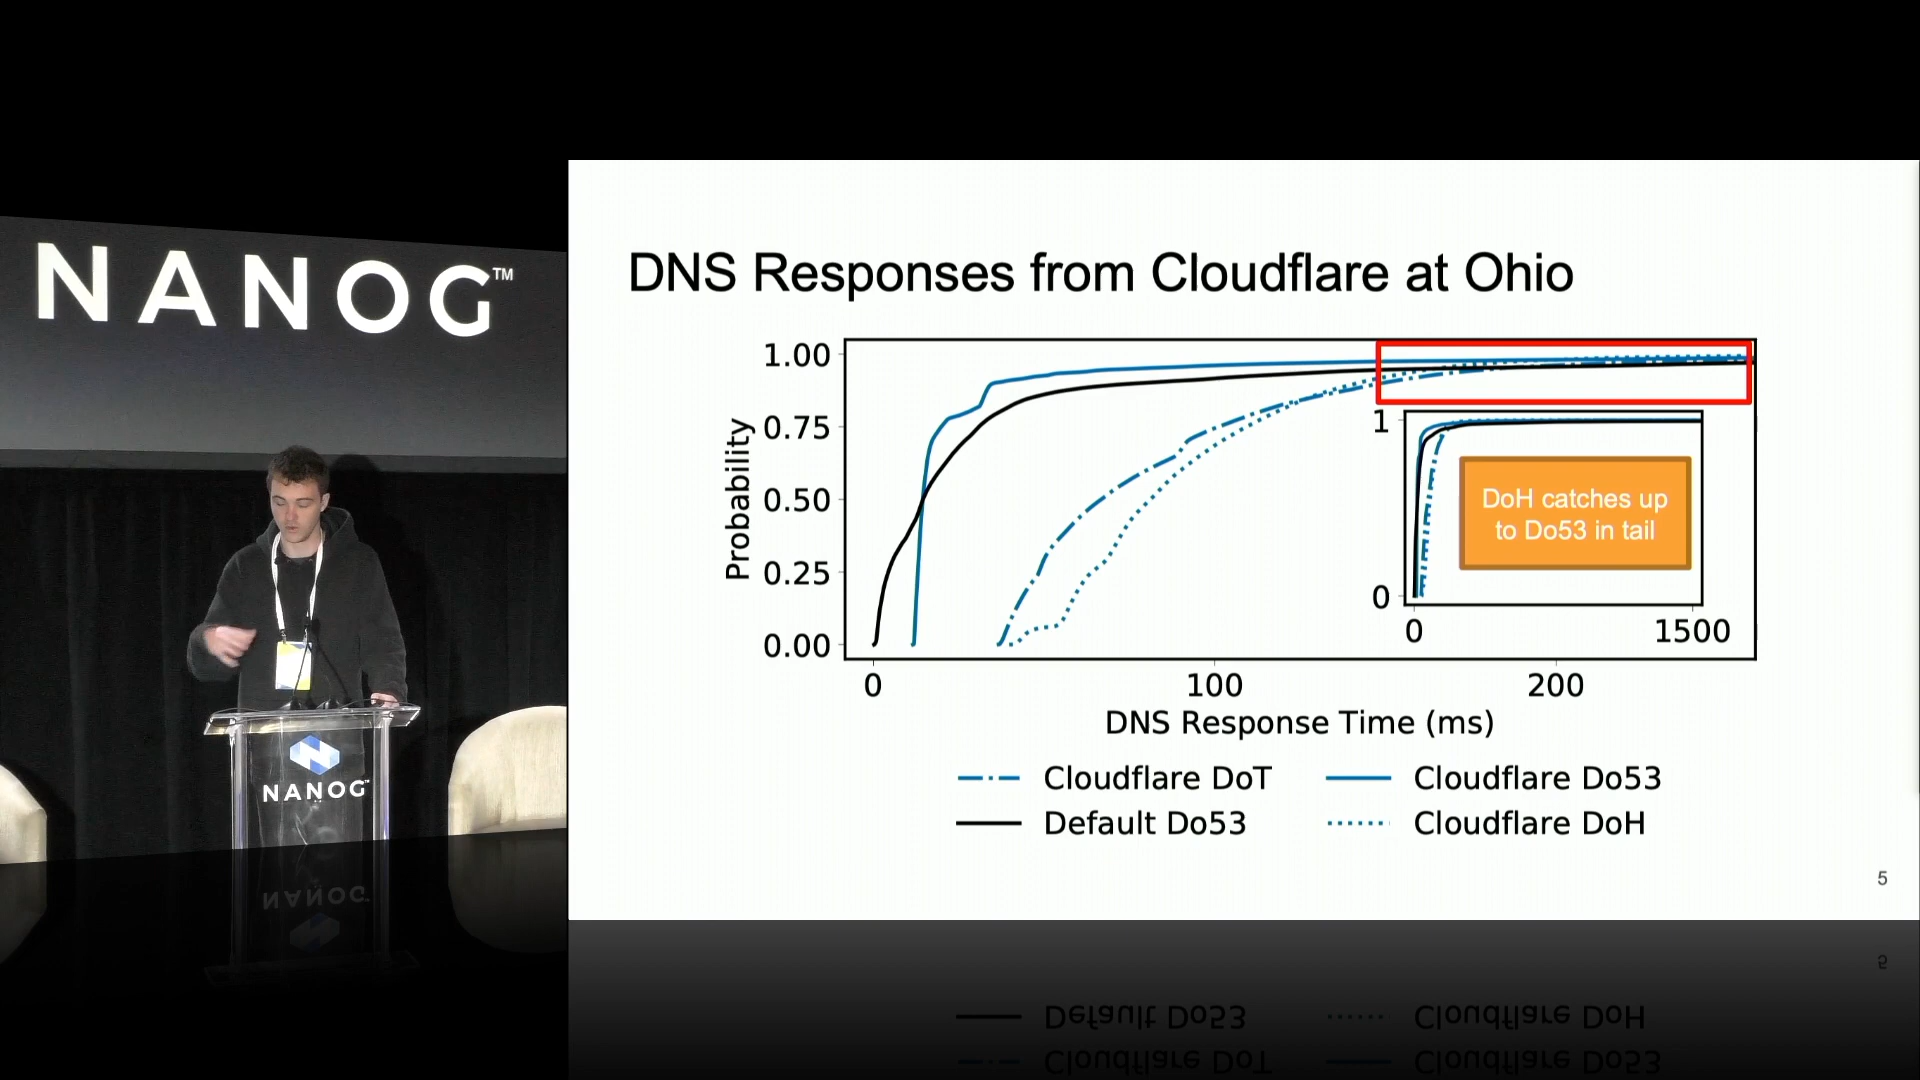 NANOG™
NANOG™
DNS Responses from Cloudflare at Ohio
Probability
1.00
0.75
0.50
0.25
0.00
0
100
200
DNS Response Time (ms)
1
0
0
1500
DoH catches up
to Do53 in tail
Cloudflare DoT
Cloudflare Do53
Default Do53
Cloudflare DoH
5